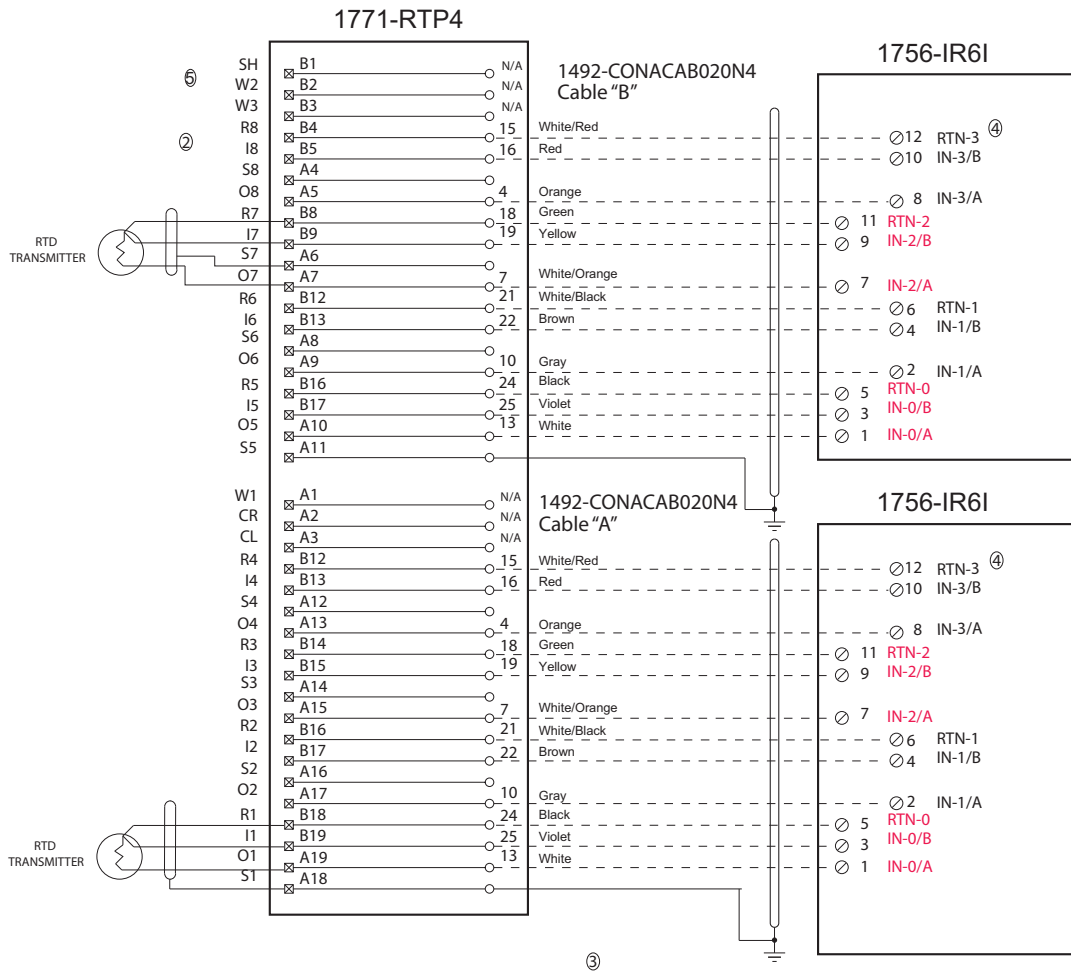 1771-RTP4
1756-IR6I
1492-CONACAB020N4
Cable "B"
⑤
②
SH B1 N/A
W2 B2 N/A
W3 B3 N/A
R8 B4 15 White/Red 12 RTN-3 ④
I8 B5 16 Red 10 IN-3/B
S8 A4
O8 A5 4 Orange 8 IN-3/A
R7 B8 18 Green 11 RTN-2
I7 B9 19 Yellow 9 IN-2/B
RTD
TRANSMITTER
S7 A6
O7 A7 7 White/Orange 7 IN-2/A
R6 B12 21 White/Black 6 RTN-1
I6 B13 22 Brown 4 IN-1/B
S6 A8
O6 A9 10 Gray 2 IN-1/A
R5 B16 24 Black 5 RTN-0
I5 B17 25 Violet 3 IN-0/B
O5 A10 13 White 1 IN-0/A
S5 A11
1756-IR6I
1492-CONACAB020N4
Cable "A"
W1 A1 N/A
CR A2 N/A
CL A3 N/A
R4 B12 15 White/Red 12 RTN-3 ④
I4 B13 16 Red 10 IN-3/B
S4 A12
O4 A13 4 Orange 8 IN-3/A
R3 B14 18 Green 11 RTN-2
I3 B15 19 Yellow 9 IN-2/B
S3 A14
O3 A15 7 White/Orange 7 IN-2/A
R2 B16 21 White/Black 6 RTN-1
I2 B17 22 Brown 4 IN-1/B
S2 A16
O2 A17 10 Gray 2 IN-1/A
R1 B18 24 Black 5 RTN-0
I1 B19 25 Violet 3 IN-0/B
RTD
TRANSMITTER
O1 A19 13 White 1 IN-0/A
S1 A18
③